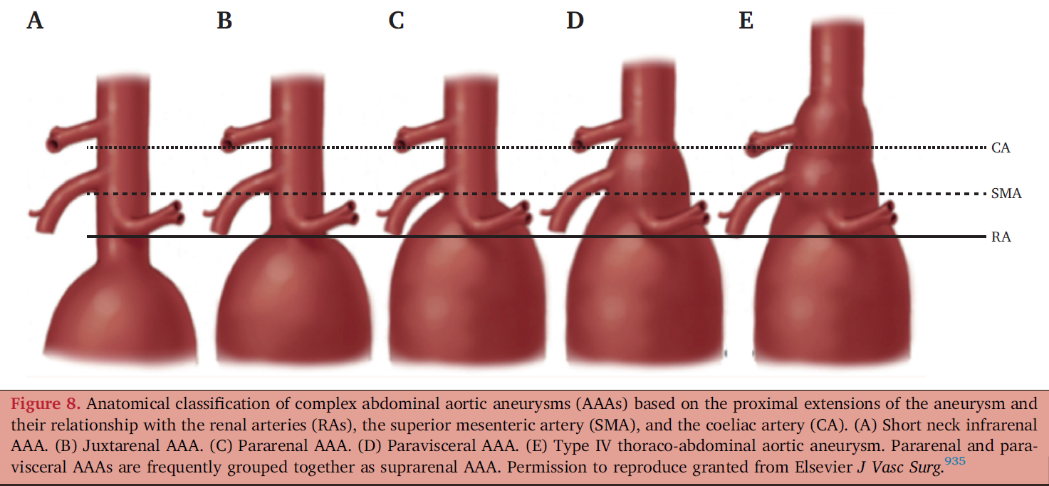 A B C D E
CA
SMA
RA
Figure 8. Anatomical classification of complex abdominal aortic aneurysms (AAAs) based on the proximal extensions of the aneurysm and
their relationship with the renal arteries (RAs), the superior mesenteric artery (SMA), and the coeliac artery (CA). (A) Short neck infrarenal
AAA. (B) Juxtarenal AAA. (C) Pararenal AAA. (D) Paravisceral AAA. (E) Type IV thoraco-abdominal aortic aneurysm. Pararenal and para-
visceral AAAs are frequently grouped together as suprarenal AAA. Permission to reproduce granted from Elsevier J Vasc Surg.935